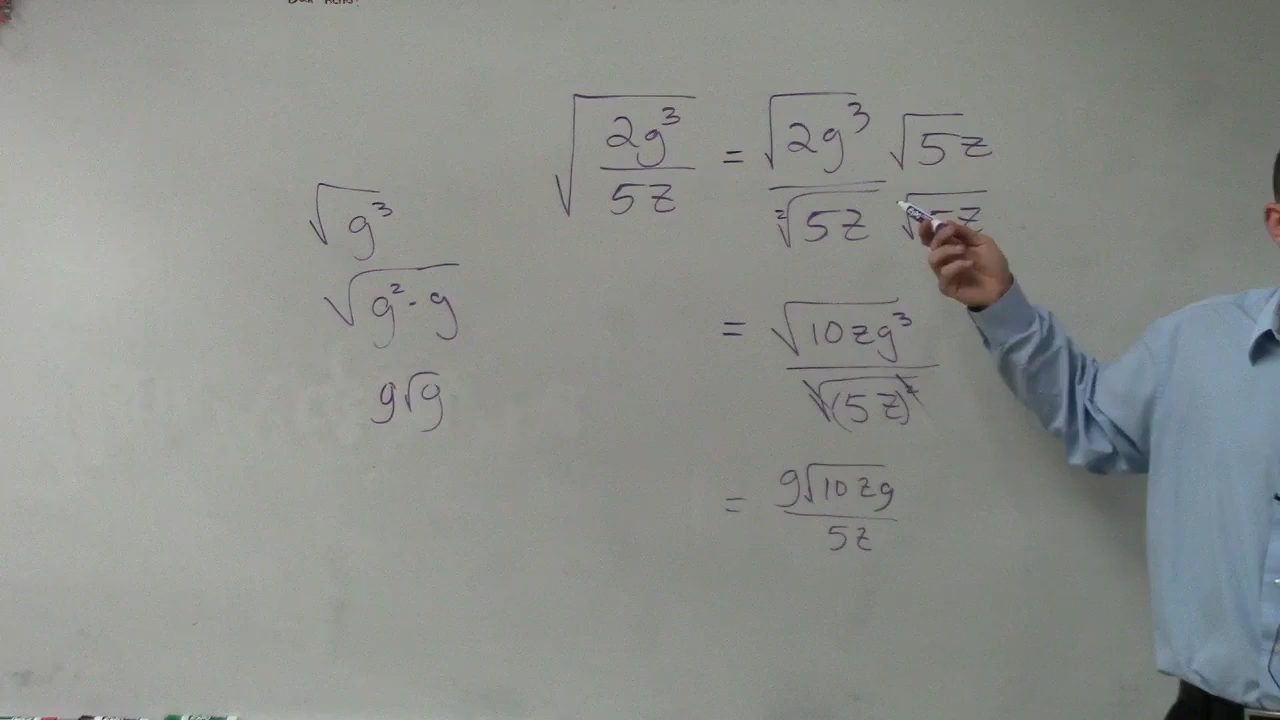 √(2g³/5z) = √(2g³) √5z / ²√(5z) √5z
√g³
√(g²·g)
= √(10zg³) / √(5z)²
g√g
= g√(10zg) / 5z